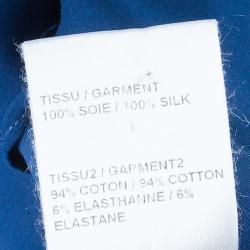 TISSU / GARMENT
100% SOIE / 100% SILK
TISSU2 / GARMENT2
94% COTON / 94% COTTON
6% ELASTHANNE / 6%
ELASTANE